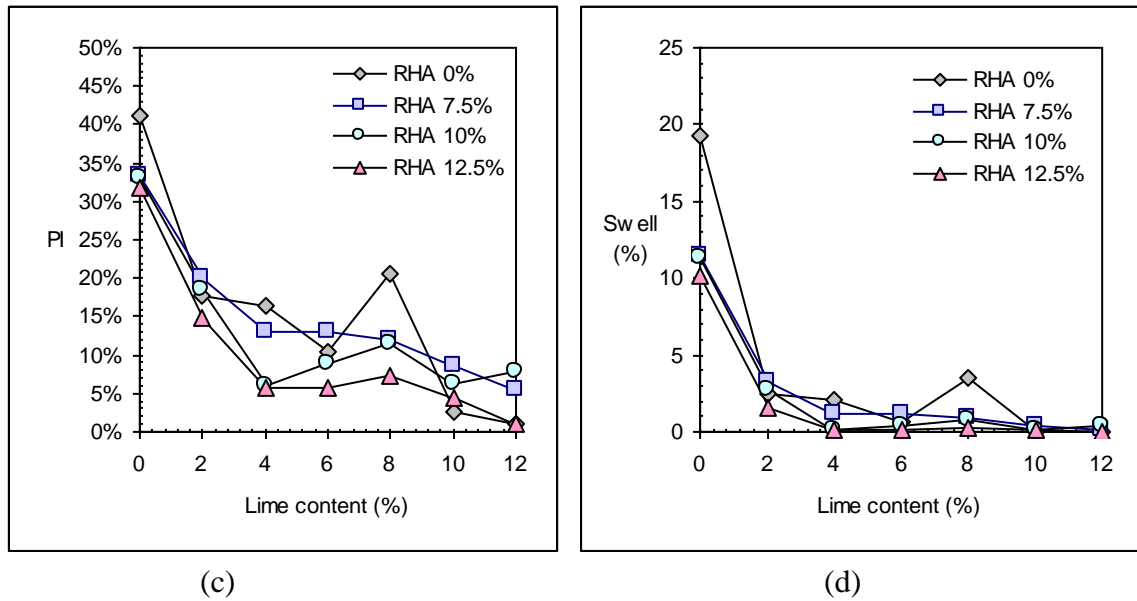 50%
45%
40%
35%
30%
25%
20%
15%
10%
5%
0%
PI
0 2 4 6 8 10 12
Lime content (%)
RHA 0%
RHA 7.5%
RHA 10%
RHA 12.5%
(c)
25
20
15
10
5
0
Swell
(%)
0 2 4 6 8 10 12
Lime content (%)
RHA 0%
RHA 7.5%
RHA 10%
RHA 12.5%
(d)